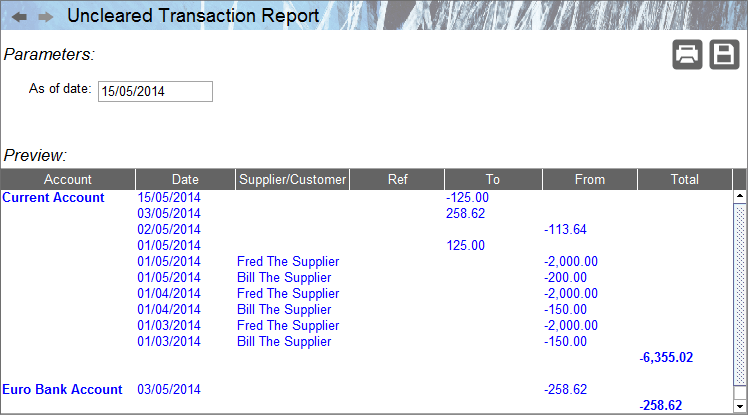 Uncleared Transaction Report
Parameters:
As of date: 15/05/2014
Preview:
Account Date Supplier/Customer Ref To From Total
Current Account 15/05/2014 -125.00
03/05/2014 258.62
02/05/2014 -113.64
01/05/2014 125.00
01/05/2014 Fred The Supplier -2,000.00
01/05/2014 Bill The Supplier -200.00
01/04/2014 Fred The Supplier -2,000.00
01/04/2014 Bill The Supplier -150.00
01/03/2014 Fred The Supplier -2,000.00
01/03/2014 Bill The Supplier -150.00
-6,355.02
Euro Bank Account 03/05/2014 -258.62
-258.62